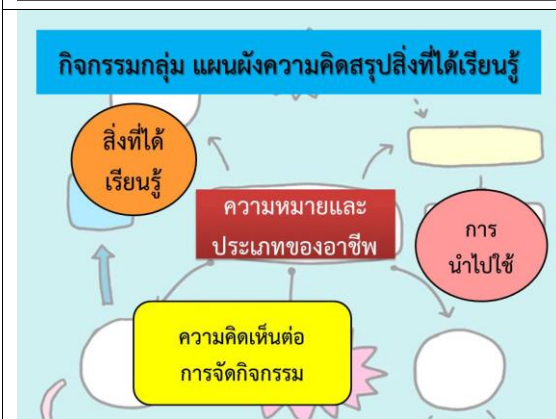 กิจกรรมกลุ่ม แผนผังความคิดสรุปสิ่งที่ได้เรียนรู้
สิ่งที่ได้
เรียนรู้
ความหมายและ
ประเภทของอาชีพ
การ
นำไปใช้
ความคิดเห็นต่อ
การจัดกิจกรรม